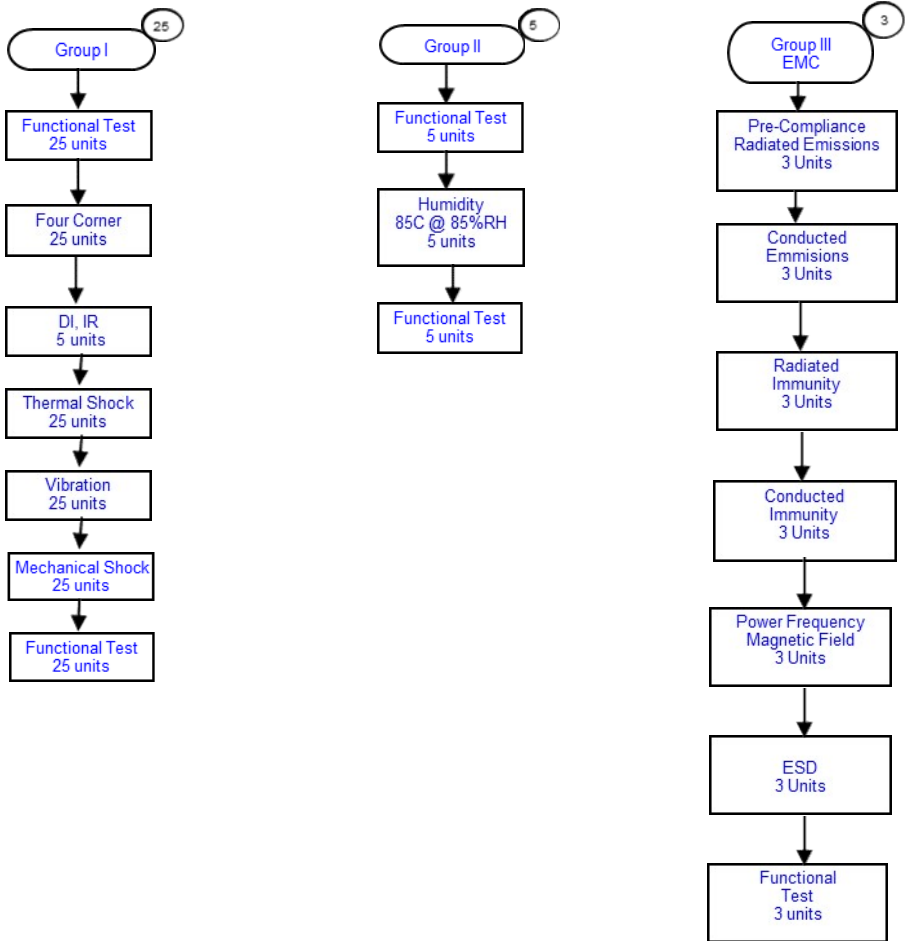 25
Group I
Functional Test
25 units
Four Corner
25 units
DI, IR
5 units
Thermal Shock
25 units
Vibration
25 units
Mechanical Shock
25 units
Functional Test
25 units
5
Group II
Functional Test
5 units
Humidity
85C @ 85%RH
5 units
Functional Test
5 units
3
Group III
EMC
Pre-Compliance
Radiated Emissions
3 Units
Conducted
Emmisions
3 Units
Radiated
Immunity
3 Units
Conducted
Immunity
3 Units
Power Frequency
Magnetic Field
3 Units
ESD
3 Units
Functional
Test
3 units